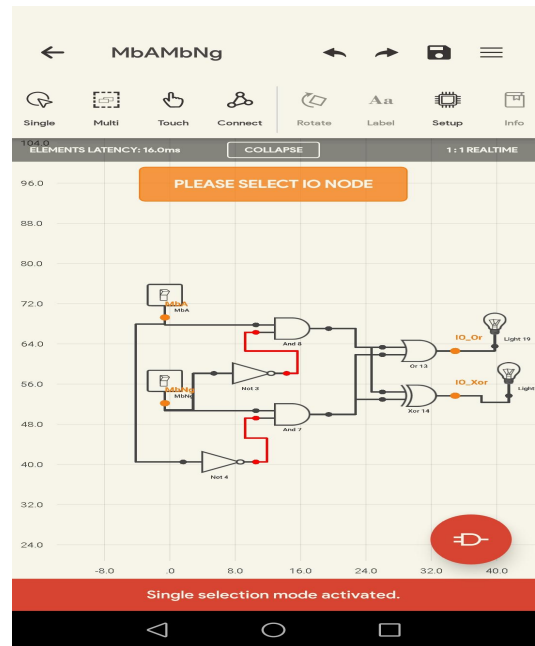 MbAMbNg
Single Multi Touch Connect Rotate Label Setup Info
Aa
104.0
ELEMENTS LATENCY: 16.0ms COLLAPSE 1 : 1 REALTIME
PLEASE SELECT IO NODE
96.0
88.0
80.0
72.0
MbA
MbA
64.0
And 8
IO_Or
Light 19
Or 13
56.0
MbNg
MbNg
Not 3
IO_Xor
Light
Xor 14
48.0
And 7
40.0
Not 4
32.0
24.0
-8.0 .0 8.0 16.0 24.0 32.0 40.0
Single selection mode activated.